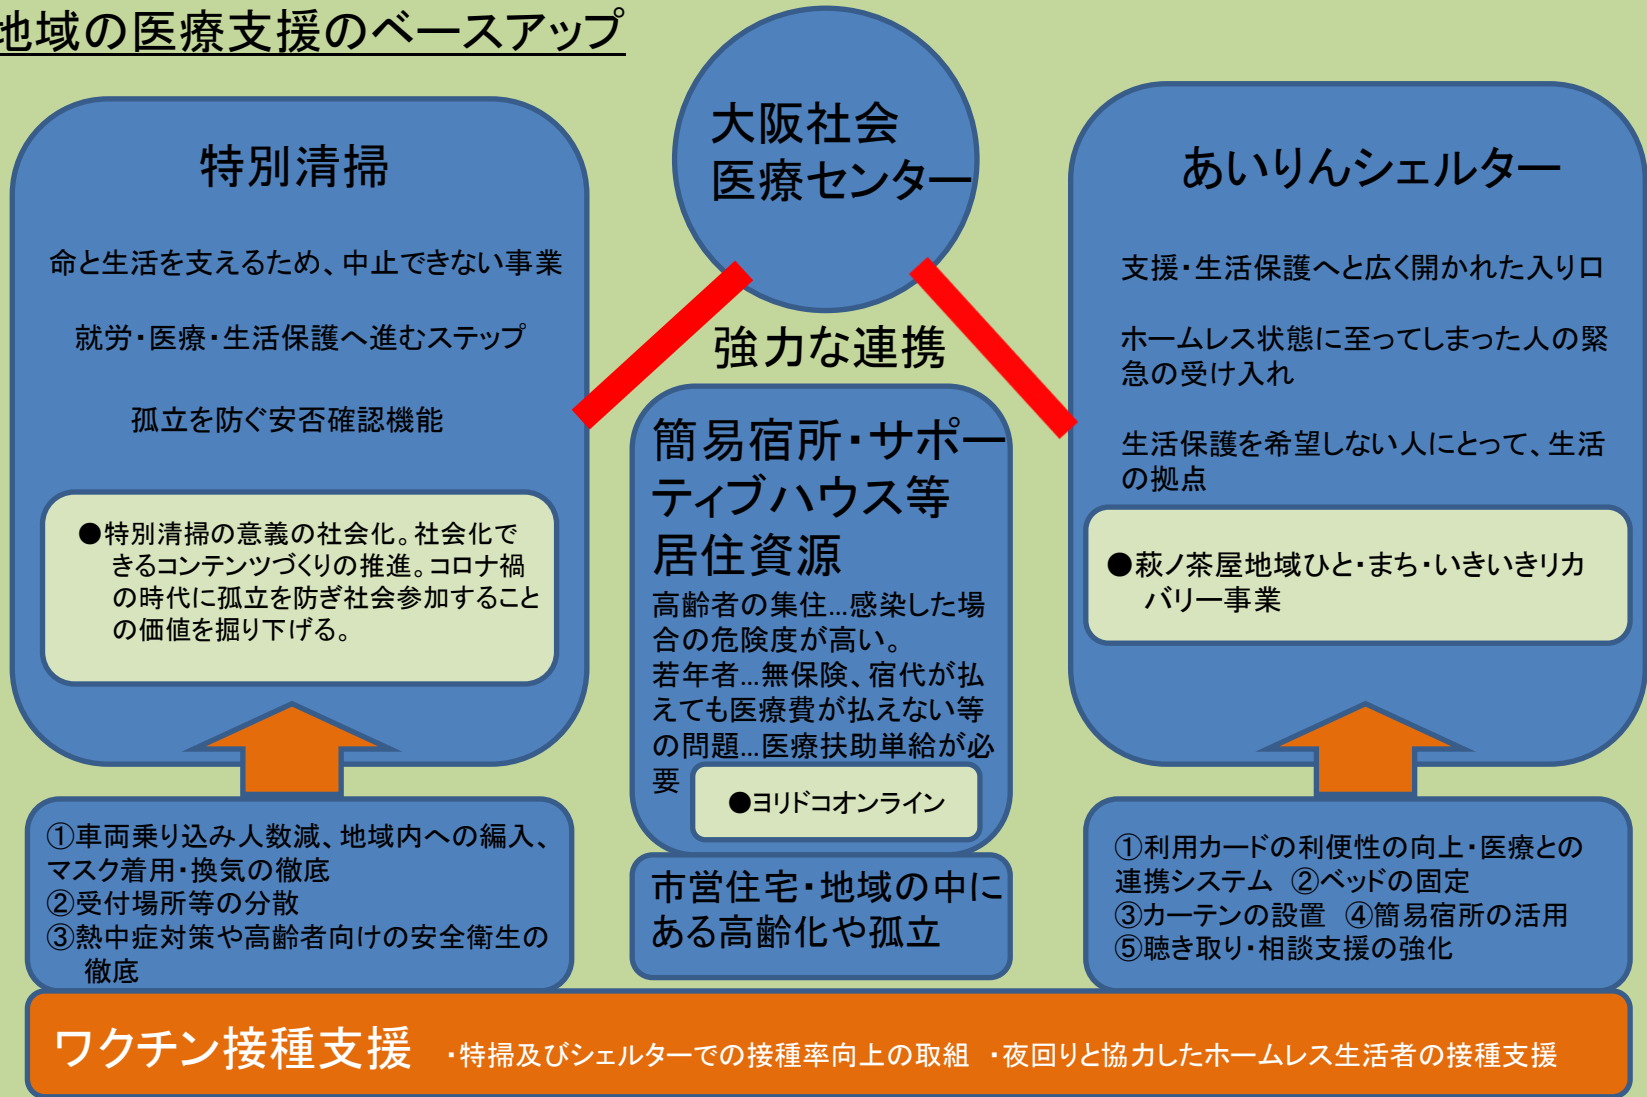 地域の医療支援のベースアップ
大阪社会
医療センター
強力な連携
特別清掃
命と生活を支えるため、中止できない事業
就労・医療・生活保護へ進むステップ
孤立を防ぐ安否確認機能
●特別清掃の意義の社会化。社会化で
きるコンテンツづくりの推進。コロナ禍
の時代に孤立を防ぎ社会参加すること
の価値を掘り下げる。
①車両乗り込み人数減、地域内への編入、
マスク着用・換気の徹底
②受付場所等の分散
③熱中症対策や高齢者向けの安全衛生の
徹底
簡易宿所・サポー
ティブハウス等
居住資源
高齢者の集住…感染した場
合の危険度が高い。
若年者…無保険、宿代が払
えても医療費が払えない等
の問題…医療扶助単給が必
要
●ヨリドコオンライン
市営住宅・地域の中に
ある高齢化や孤立
あいりんシェルター
支援・生活保護へと広く開かれた入り口
ホームレス状態に至ってしまった人の緊
急の受け入れ
生活保護を希望しない人にとって、生活
の拠点
●萩ノ茶屋地域ひと・まち・いきいきリカ
バリー事業
①利用カードの利便性の向上・医療との
連携システム ②ベッドの固定
③カーテンの設置 ④簡易宿所の活用
⑤聴き取り・相談支援の強化
ワクチン接種支援 ・特掃及びシェルターでの接種率向上の取組 ・夜回りと協力したホームレス生活者の接種支援